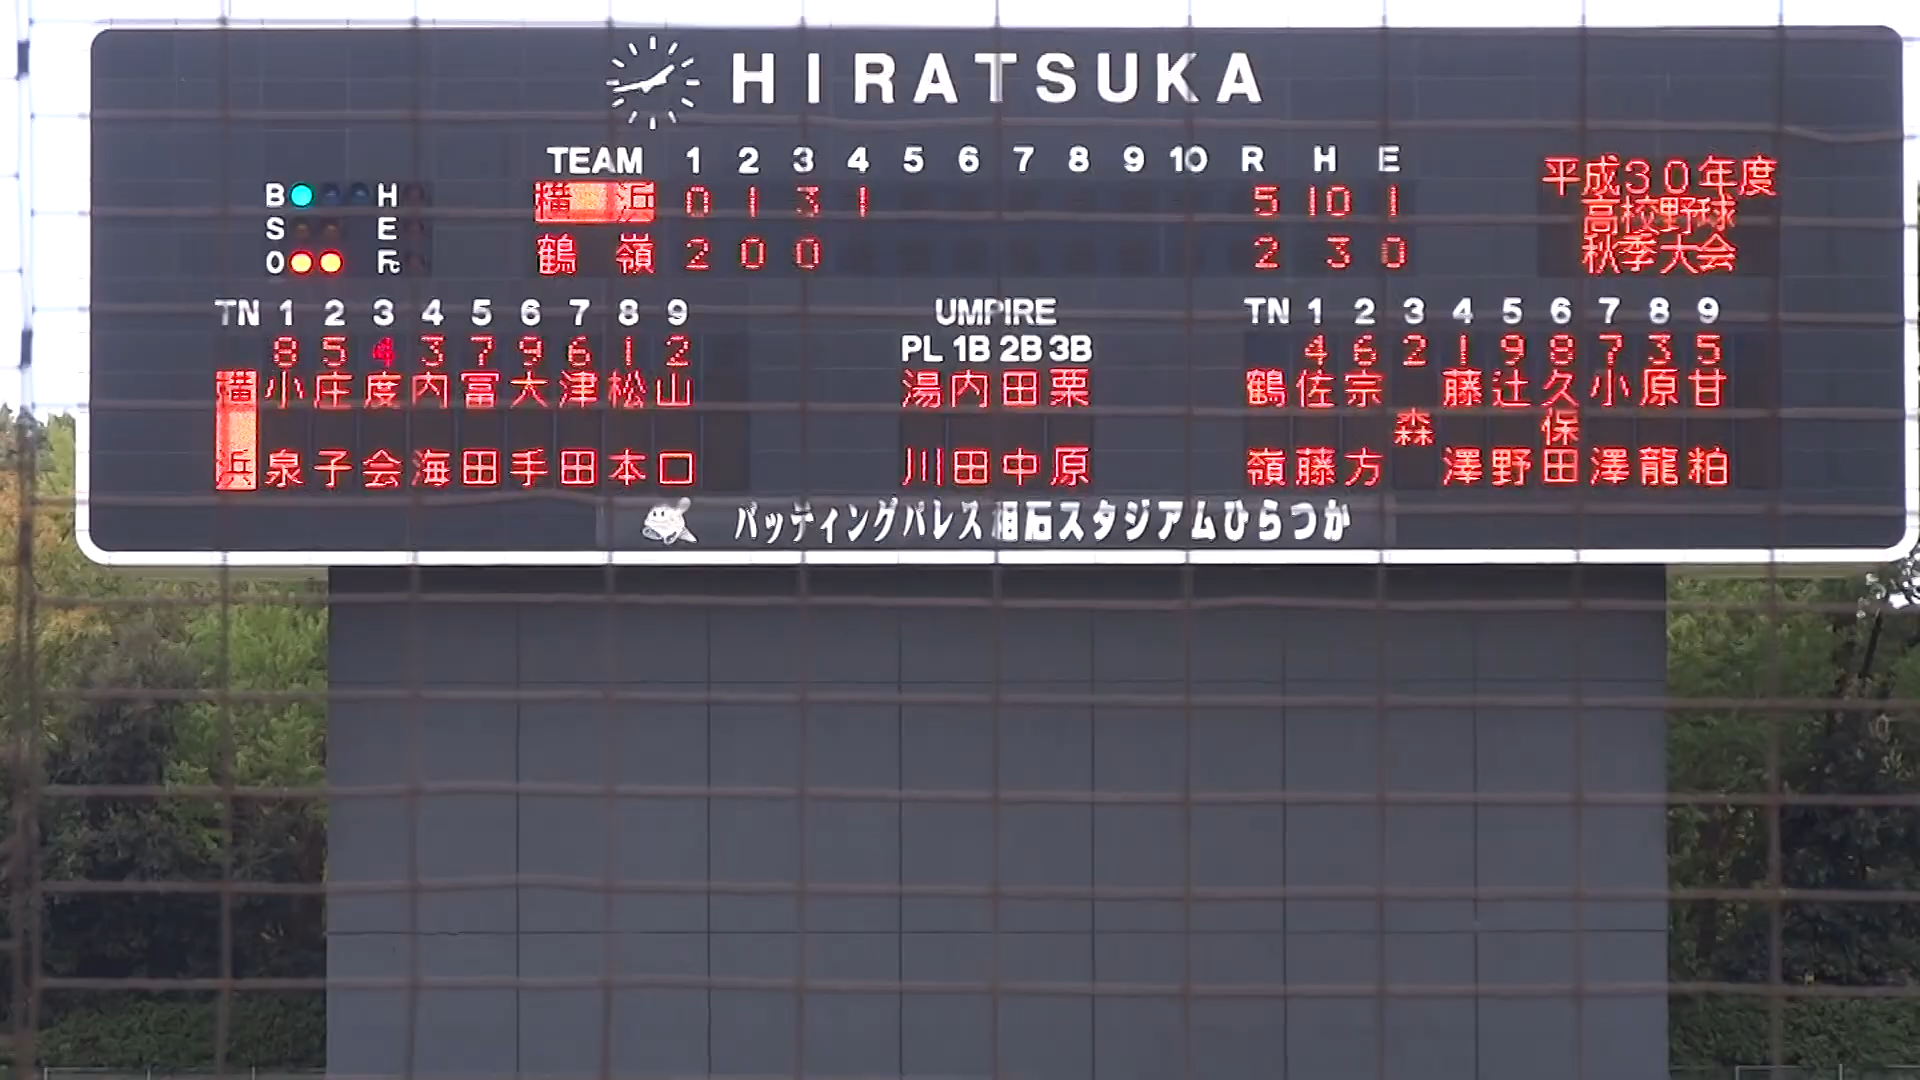 HIRATSUKA
TEAM 1 2 3 4 5 6 7 8 9 10 R H E
B H
横浜 0 1 3 1 5 10 1
S E
鶴嶺 2 0 0 2 3 0
O Fc
平成30年度
高校野球
秋季大会
TN 1 2 3 4 5 6 7 8 9
8 5 4 3 7 9 6 1 2
横浜 小泉 庄子 度会 内海 冨田 大手 津田 松本 山口
UMPIRE
PL 1B 2B 3B
湯川 内田 田中 栗原
TN 1 2 3 4 5 6 7 8 9
4 6 2 1 9 8 7 3 5
鶴嶺 佐藤 宗方 森 藤澤 辻野 久保田 小澤 原龍 甘粕
バッティングパレス相石スタジアムひらつか